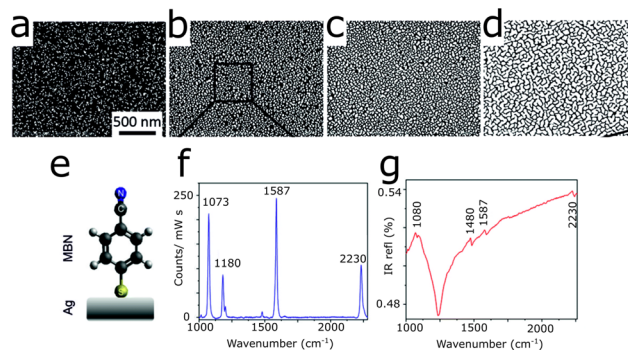 a
b
c
d
500 nm
e
f
g
MBN
Ag
N
C
S
Counts/ mW s
250
0
1073
1180
1587
2230
1000
1500
2000
Wavenumber (cm⁻¹)
IR refl (%)
0.54
0.48
1080
1480
1587
2230
1000
1500
2000
Wavenumber (cm⁻¹)